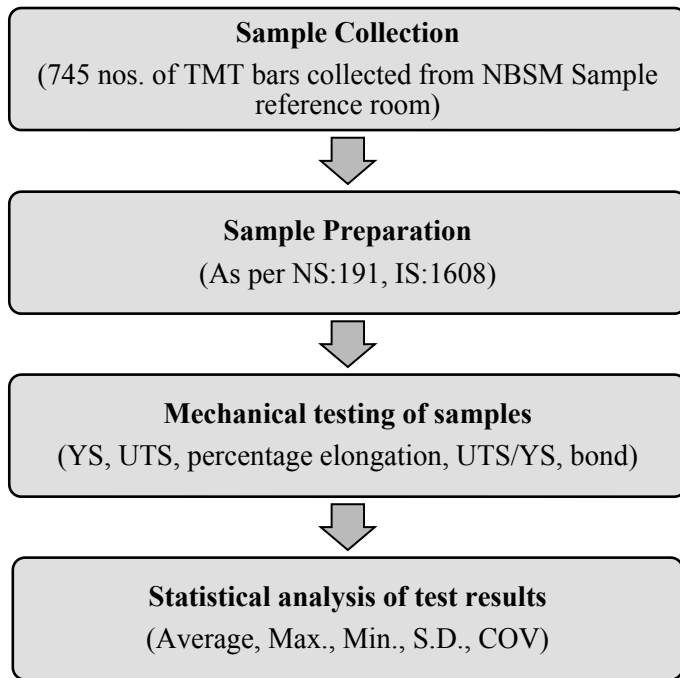 Sample Collection
(745 nos. of TMT bars collected from NBSM Sample
reference room)
Sample Preparation
(As per NS:191, IS:1608)
Mechanical testing of samples
(YS, UTS, percentage elongation, UTS/YS, bond)
Statistical analysis of test results
(Average, Max., Min., S.D., COV)